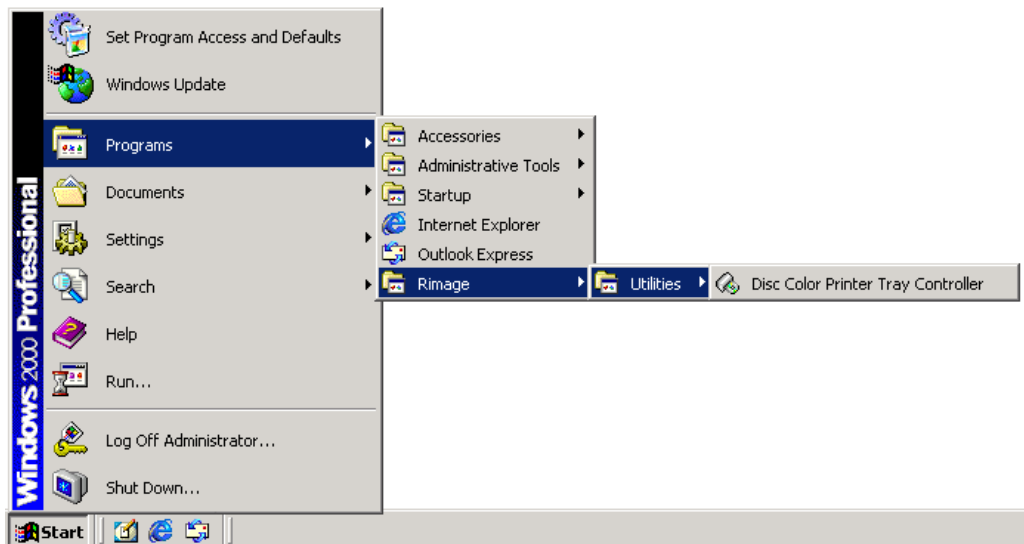 Set Program Access and Defaults
Windows Update
Programs
Documents
Settings
Search
Help
Run...
Log Off Administrator...
Shut Down...
Windows 2000 Professional
Accessories
Administrative Tools
Startup
Internet Explorer
Outlook Express
Rimage
Utilities
Disc Color Printer Tray Controller
Start